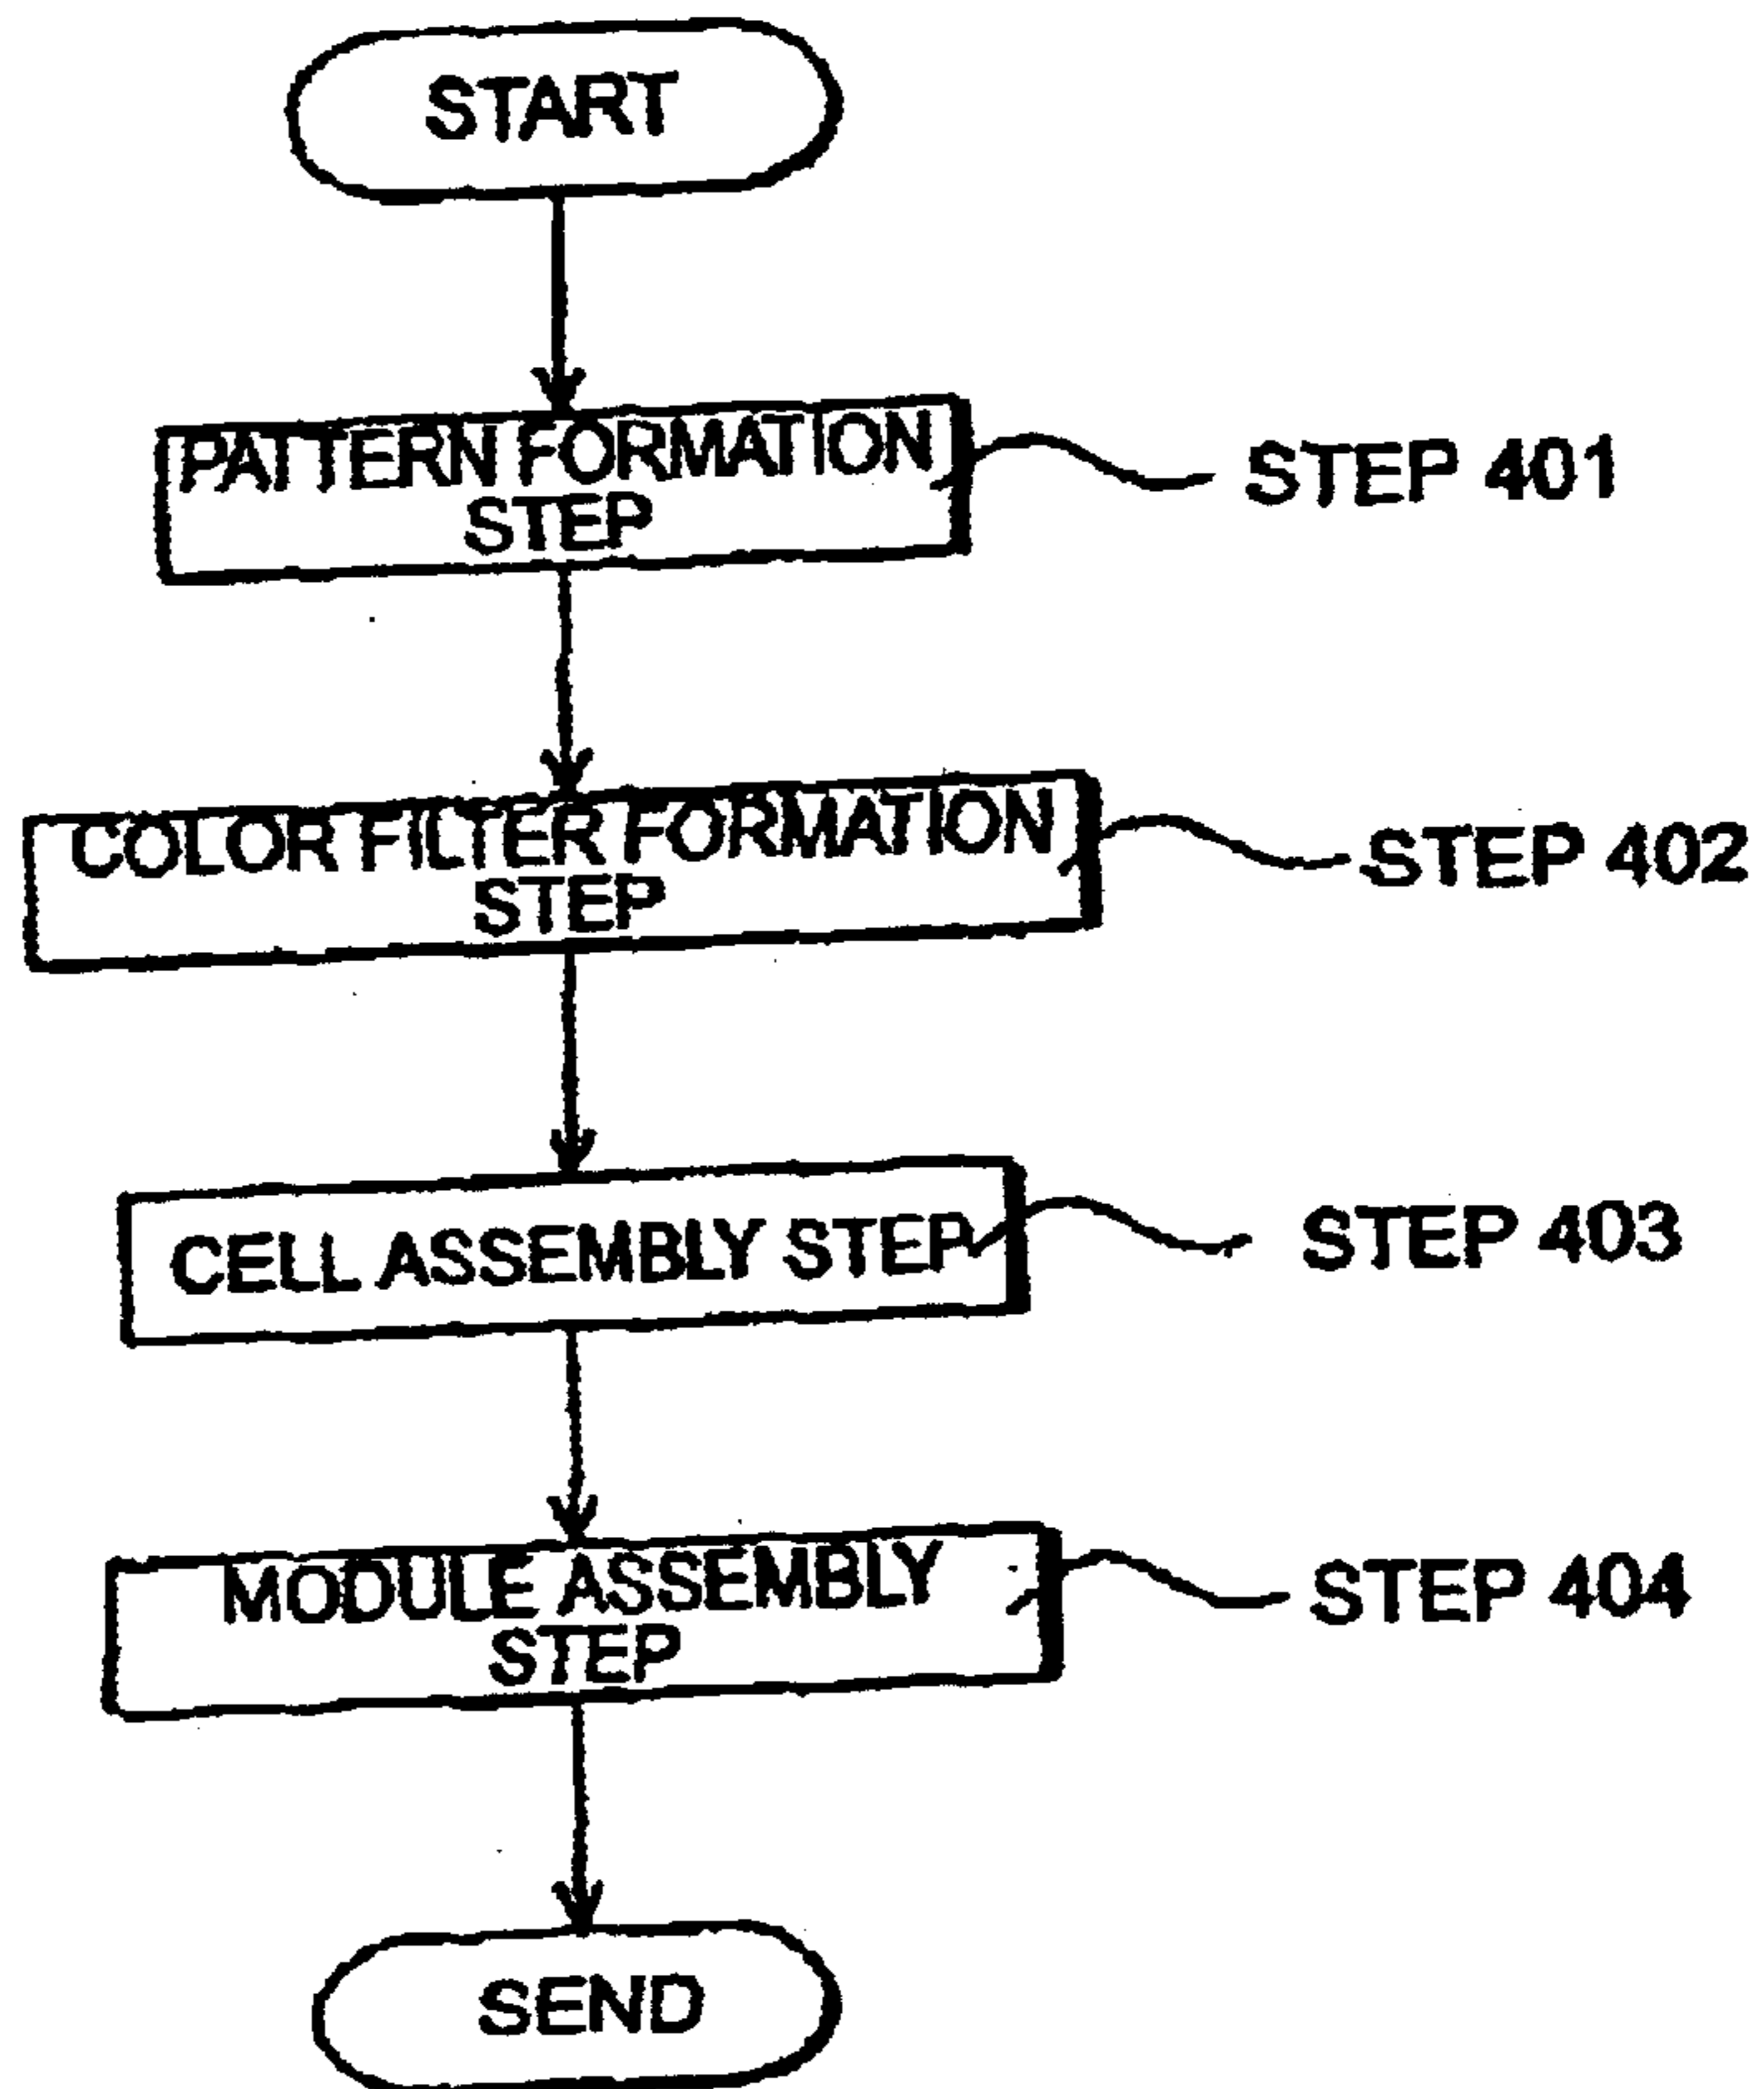 START
PATTERN FORMATION
STEP
STEP 401
COLOR FILTER FORMATION
STEP
STEP 402
CELL ASSEMBLY STEP
STEP 403
MODULE ASSEMBLY
STEP
STEP 404
SEND